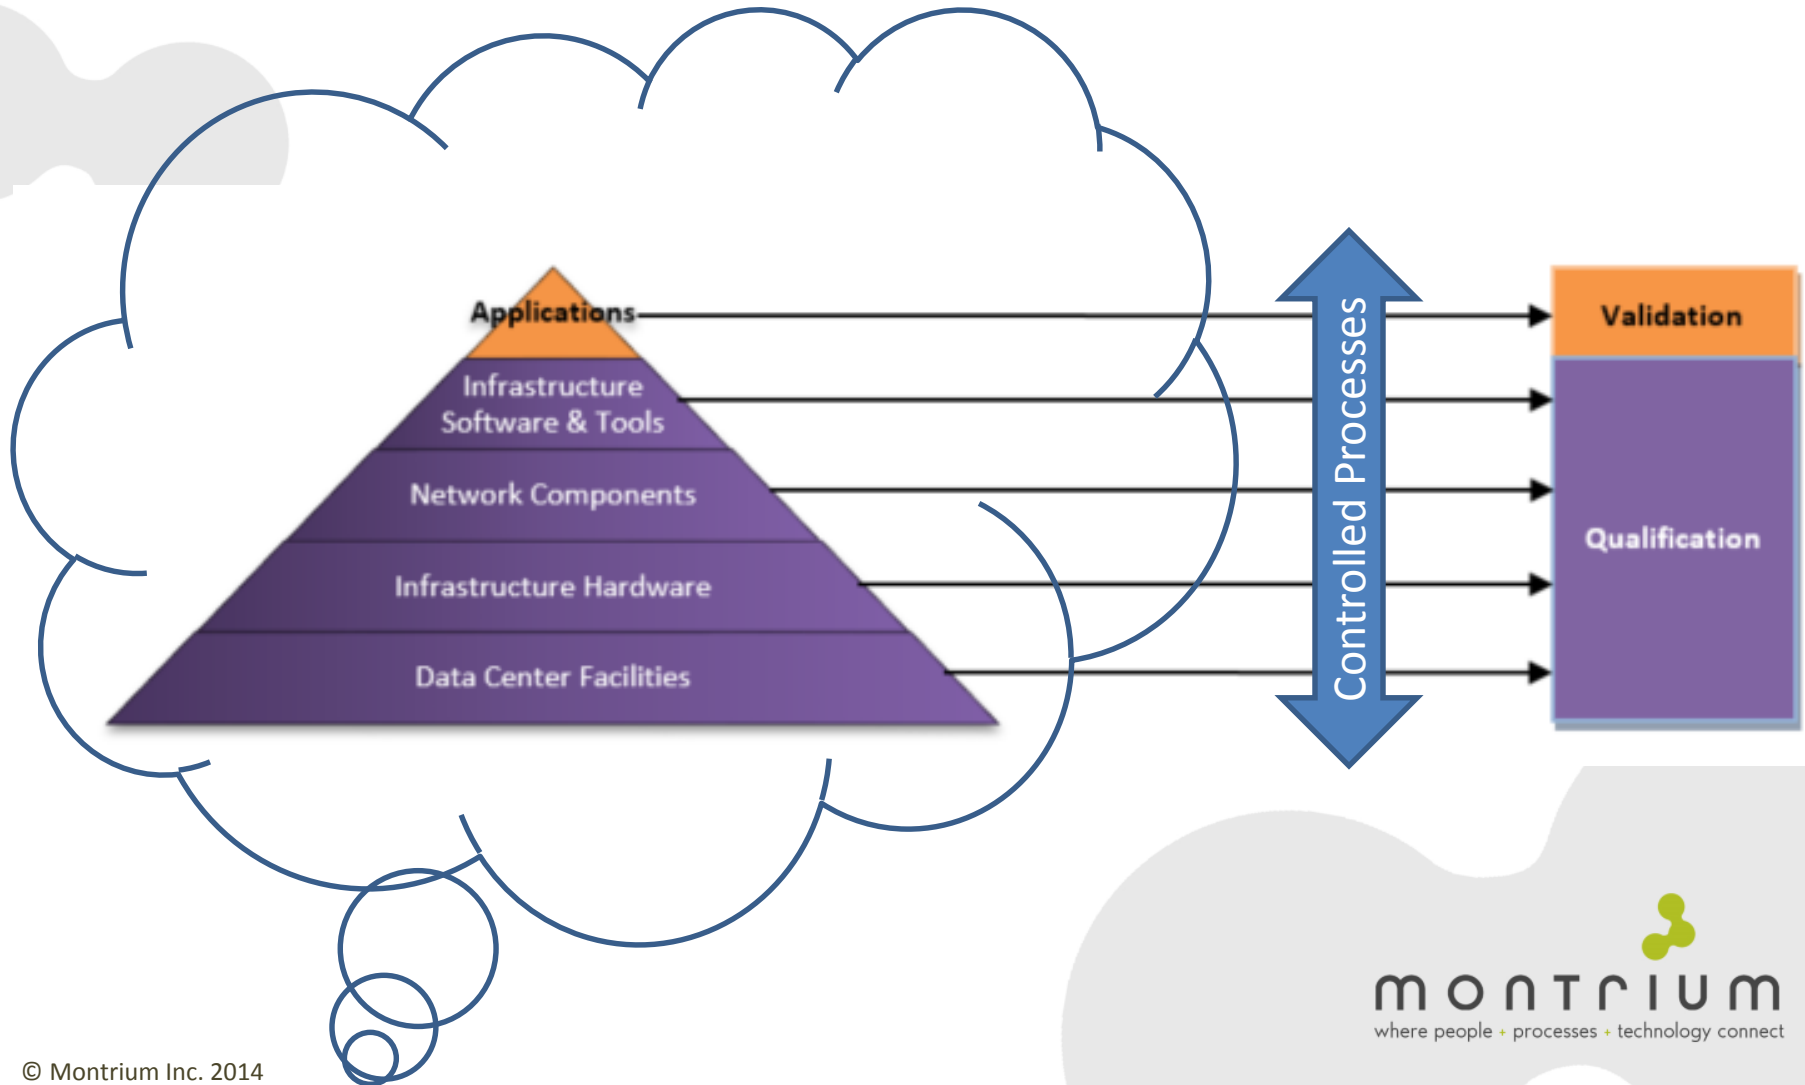 Applications
Infrastructure
Software & Tools
Network Components
Infrastructure Hardware
Data Center Facilities
Controlled Processes
Validation
Qualification
montrium
where people + processes + technology connect
© Montrium Inc. 2014